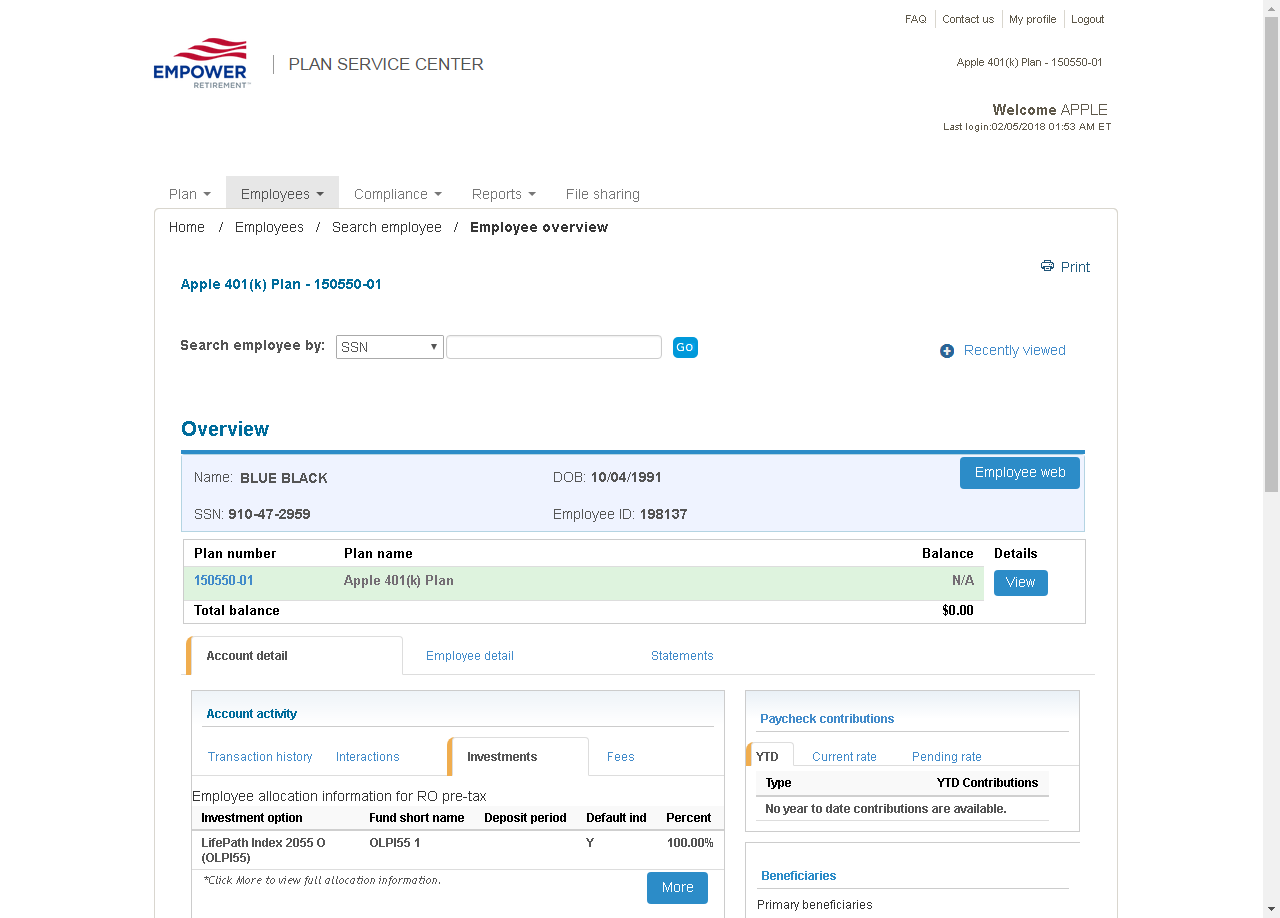 FAQ Contact us My profile Logout
EMPOWER
RETIREMENT™
PLAN SERVICE CENTER
Apple 401(k) Plan - 150550-01
Welcome APPLE
Last login:02/05/2018 01:53 AM ET
Plan Employees Compliance Reports File sharing
Home / Employees / Search employee / Employee overview
Print
Apple 401(k) Plan - 150550-01
Search employee by: SSN Go
Recently viewed
Overview
Name: BLUE BLACK DOB: 10/04/1991 Employee web
SSN: 910-47-2959 Employee ID: 198137
Plan number Plan name Balance Details
150550-01 Apple 401(k) Plan N/A View
Total balance $0.00
Account detail Employee detail Statements
Account activity
Transaction history Interactions Investments Fees
Employee allocation information for RO pre-tax
Investment option Fund short name Deposit period Default ind Percent
LifePath Index 2055 O OLPI55 1 Y 100.00%
(OLPI55)
*Click More to view full allocation information.
More
Paycheck contributions
YTD Current rate Pending rate
Type YTD Contributions
No year to date contributions are available.
Beneficiaries
Primary beneficiaries